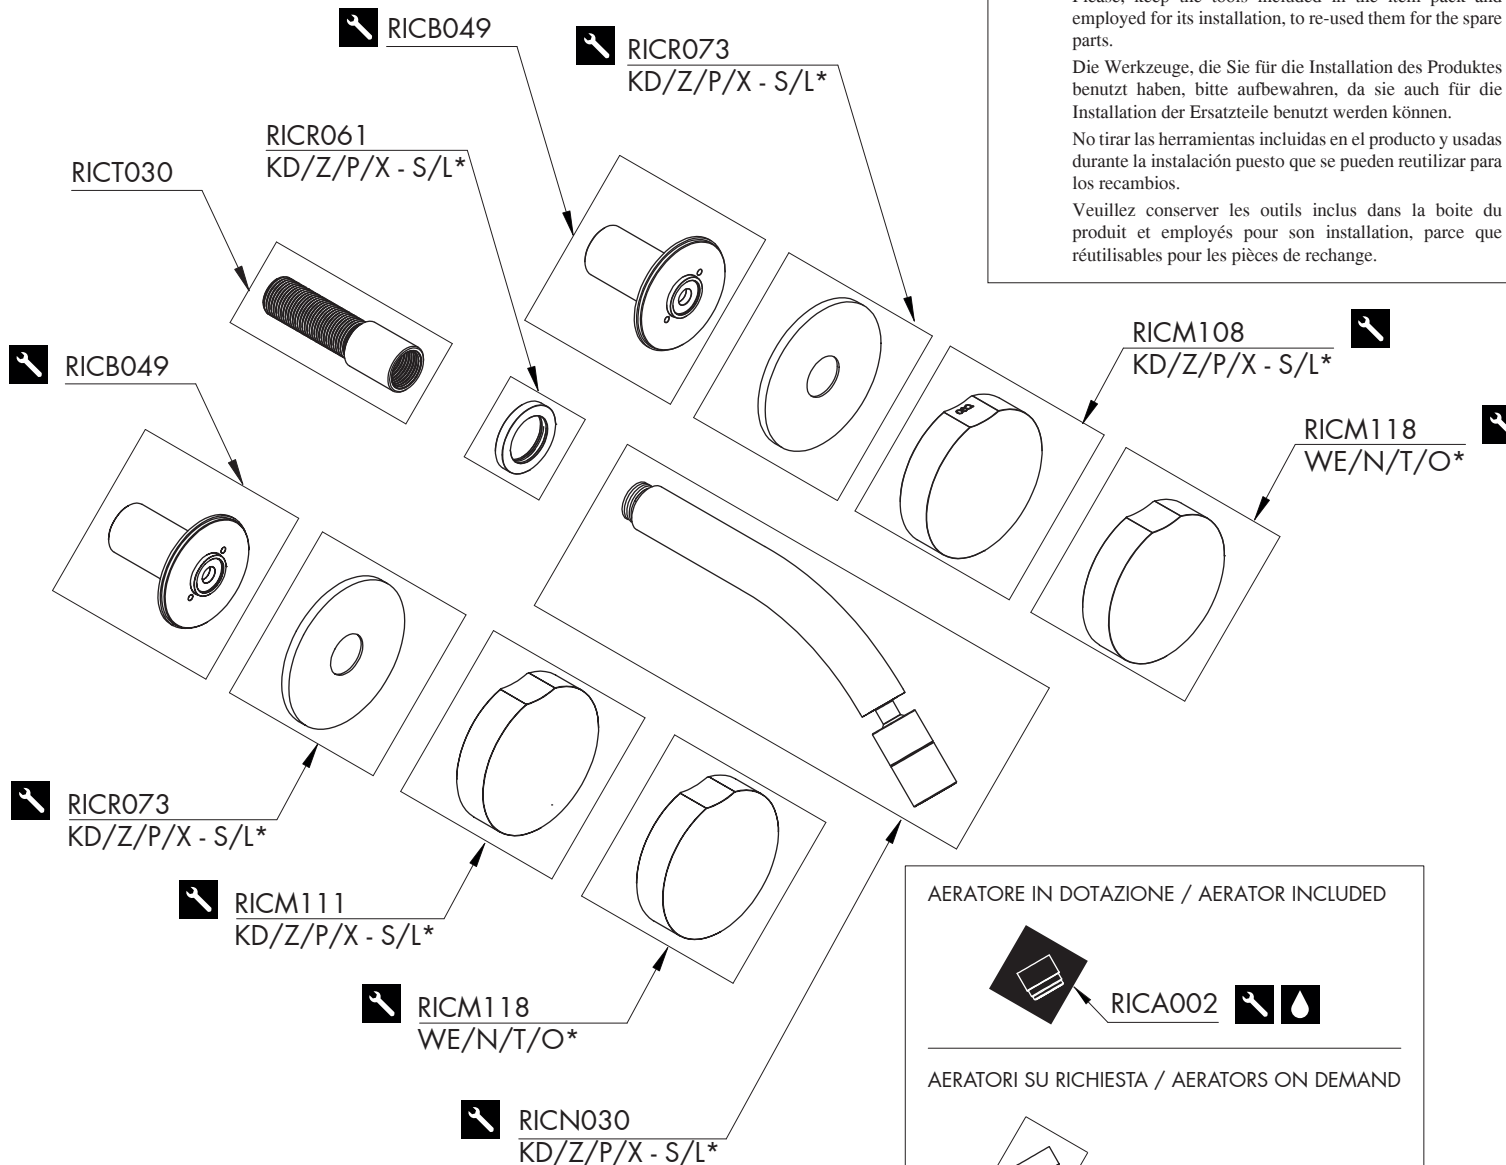 Please, keep the tools included in the item pack and
employed for its installation, to re-used them for the spare
parts.
Die Werkzeuge, die Sie für die Installation des Produktes
benutzt haben, bitte aufbewahren, da sie auch für die
Installation der Ersatzteile benutzt werden können.
No tirar las herramientas incluidas en el producto y usadas
durante la instalación puesto que se pueden reutilizar para
los recambios.
Veuillez conserver les outils inclus dans la boite du
produit et employés pour son installation, parce que
réutilisables pour les pièces de rechange.
RICB049
RICR073
KD/Z/P/X - S/L*
RICR061
KD/Z/P/X - S/L*
RICT030
RICB049
RICM108
KD/Z/P/X - S/L*
RICM118
WE/N/T/O*
RICR073
KD/Z/P/X - S/L*
RICM111
KD/Z/P/X - S/L*
RICM118
WE/N/T/O*
RICN030
KD/Z/P/X - S/L*
AERATORE IN DOTAZIONE / AERATOR INCLUDED
RICA002
AERATORI SU RICHIESTA / AERATORS ON DEMAND